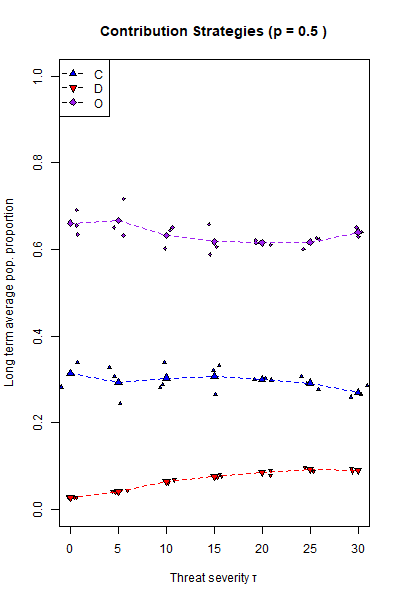 Contribution Strategies (p = 0.5 )
C
D
O
Long term average pop. proportion
1.0
0.8
0.6
0.4
0.2
0.0
0 5 10 15 20 25 30
Threat severity τ